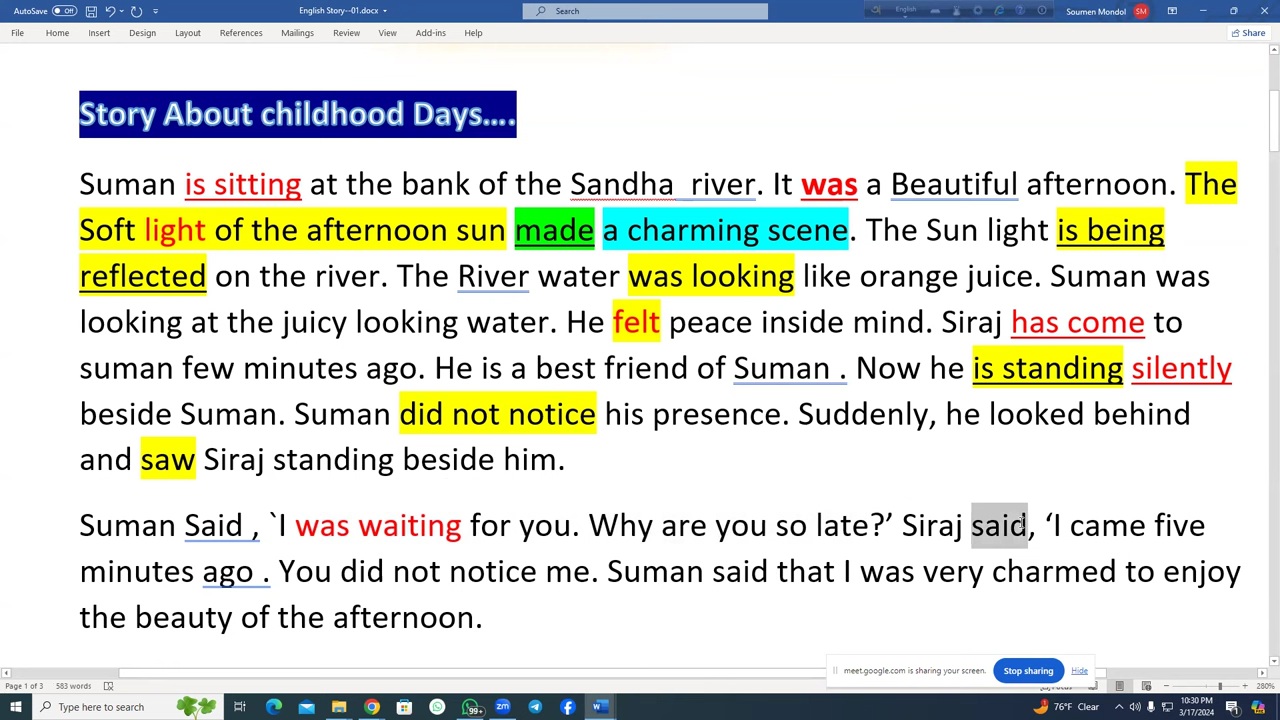 AutoSave Off English Story--01.docx Search English Soumen Mondol SM
File Home Insert Design Layout References Mailings Review View Add-ins Help Share
Story About childhood Days....
Suman is sitting at the bank of the Sandha river. It was a Beautiful afternoon. The
Soft light of the afternoon sun made a charming scene. The Sun light is being
reflected on the river. The River water was looking like orange juice. Suman was
looking at the juicy looking water. He felt peace inside mind. Siraj has come to
suman few minutes ago. He is a best friend of Suman . Now he is standing silently
beside Suman. Suman did not notice his presence. Suddenly, he looked behind
and saw Siraj standing beside him.
Suman Said , `I was waiting for you. Why are you so late?’ Siraj said, ‘I came five
minutes ago . You did not notice me. Suman said that I was very charmed to enjoy
the beauty of the afternoon.
meet.google.com is sharing your screen. Stop sharing Hide
Page 1 of 3 583 words Focus 280%
Type here to search 99+ zm 76°F Clear 10:30 PM
3/17/2024